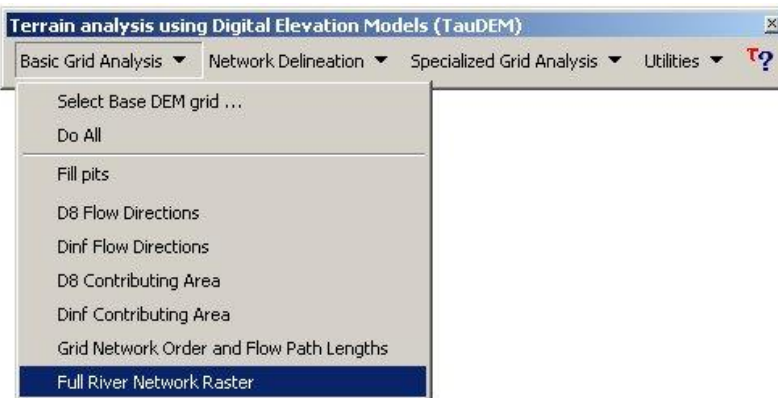 Terrain analysis using Digital Elevation Models (TauDEM)
Basic Grid Analysis Network Delineation Specialized Grid Analysis Utilities T?
Select Base DEM grid ...
Do All
Fill pits
D8 Flow Directions
Dinf Flow Directions
D8 Contributing Area
Dinf Contributing Area
Grid Network Order and Flow Path Lengths
Full River Network Raster